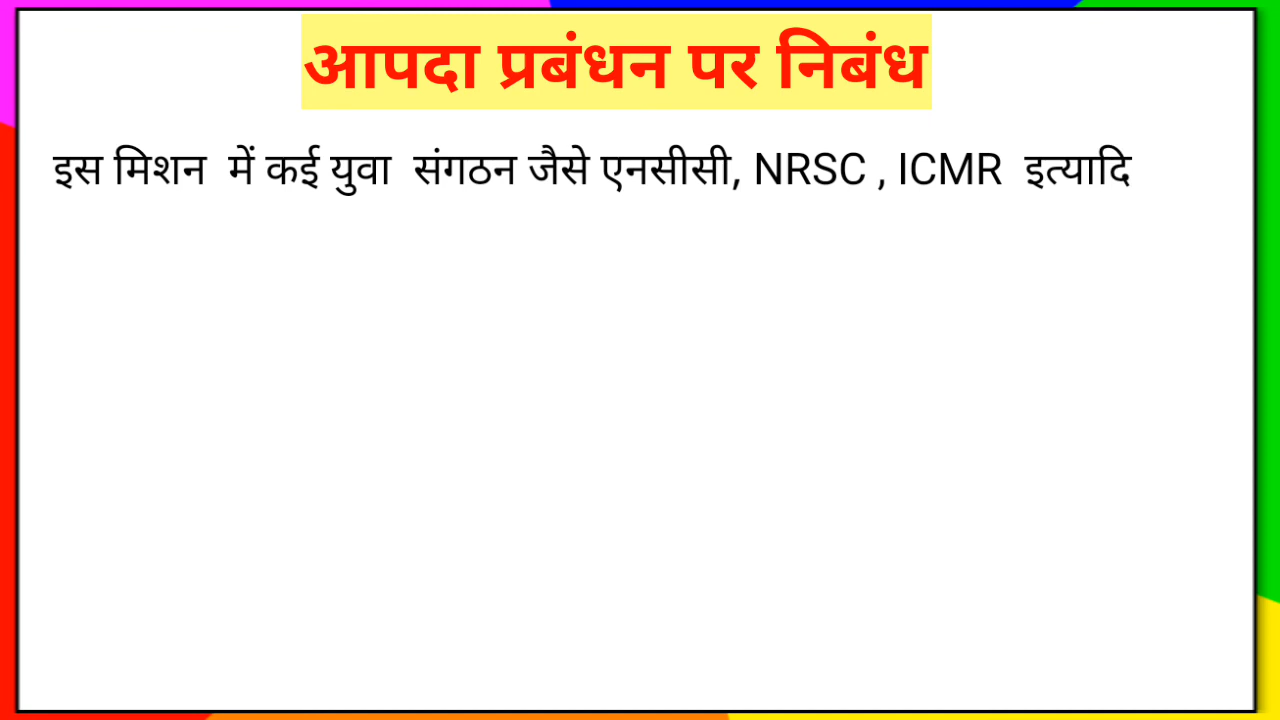 आपदा प्रबंधन पर निबंध
इस मिशन में कई युवा संगठन जैसे एनसीसी, NRSC , ICMR इत्यादि